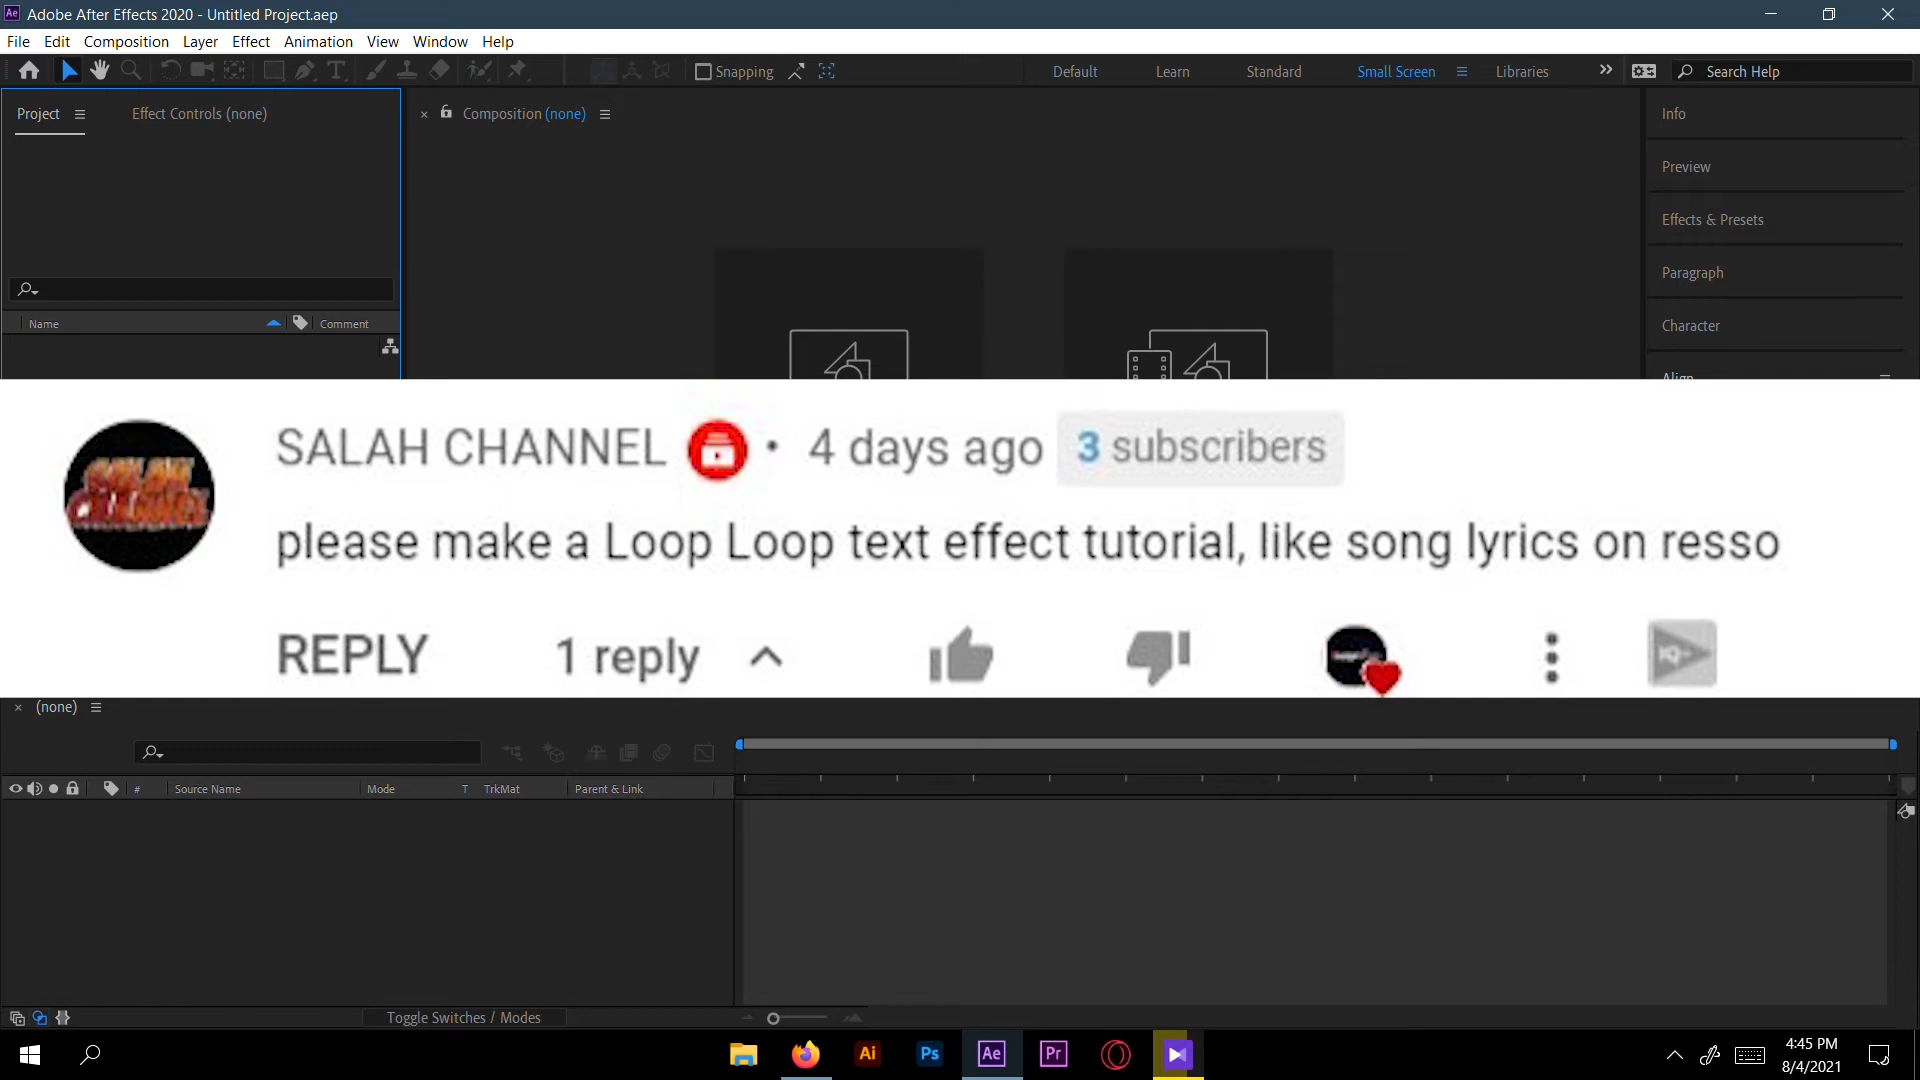 Adobe After Effects 2020 - Untitled Project.aep
File Edit Composition Layer Effect Animation View Window Help
Snapping Default Learn Standard Small Screen Libraries Search Help
Project Effect Controls (none) Composition (none)
Info
Preview
Effects & Presets
Paragraph
Character
Align
Name Comment
SALAH CHANNEL • 4 days ago 3 subscribers
please make a Loop Loop text effect tutorial, like song lyrics on resso
REPLY 1 reply
(none)
# Source Name Mode T TrkMat Parent & Link
Toggle Switches / Modes
Ai Ps Ae Pr
4:45 PM
8/4/2021